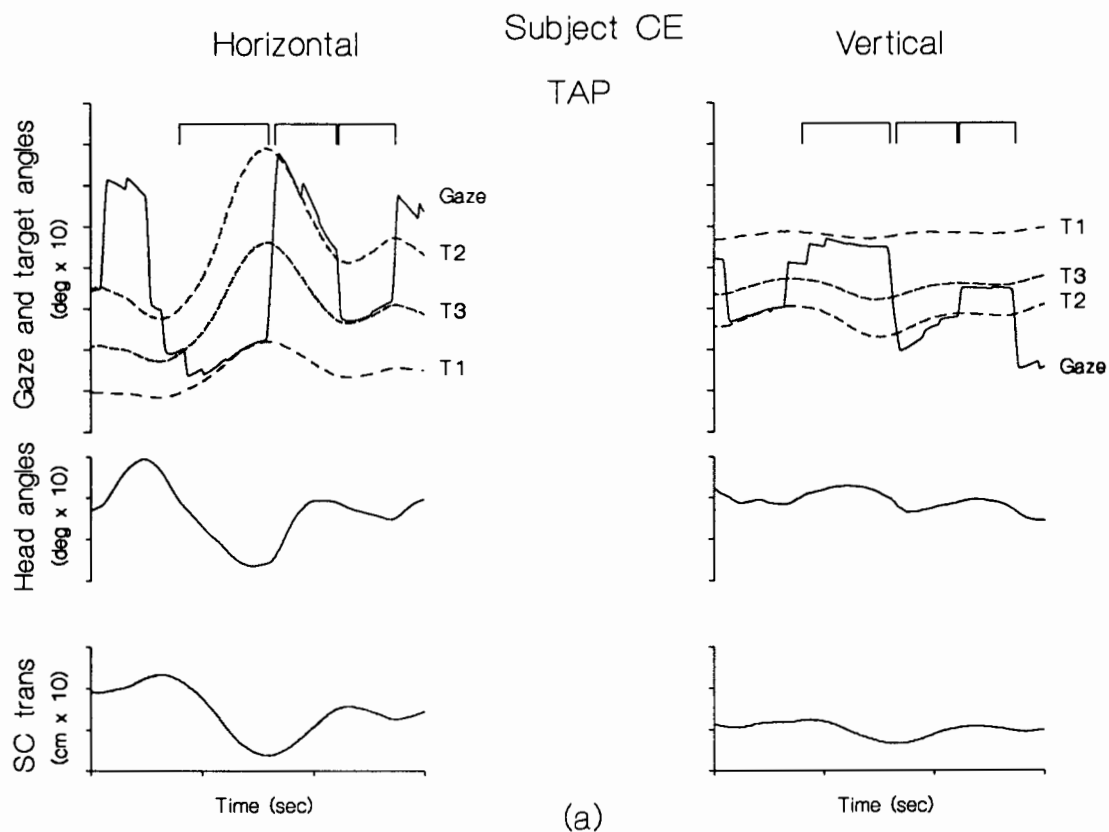 Subject CE
Horizontal
Vertical
TAP
Gaze and target angles
(deg x 10)
Gaze
T2
T3
T1
T1
T3
T2
Gaze
Head angles
(deg x 10)
SC trans
(cm x 10)
Time (sec)
Time (sec)
(a)